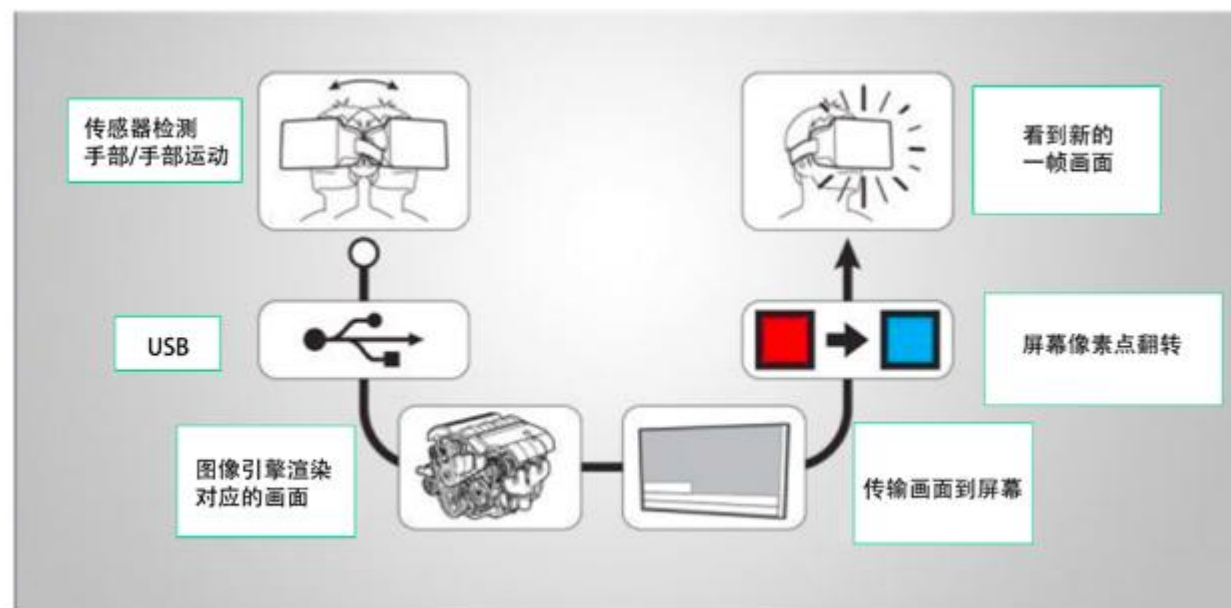 传感器检测
手部/手部运动
USB
图像引擎渲染
对应的画面
传输画面到屏幕
屏幕像素点翻转
看到新的
一帧画面